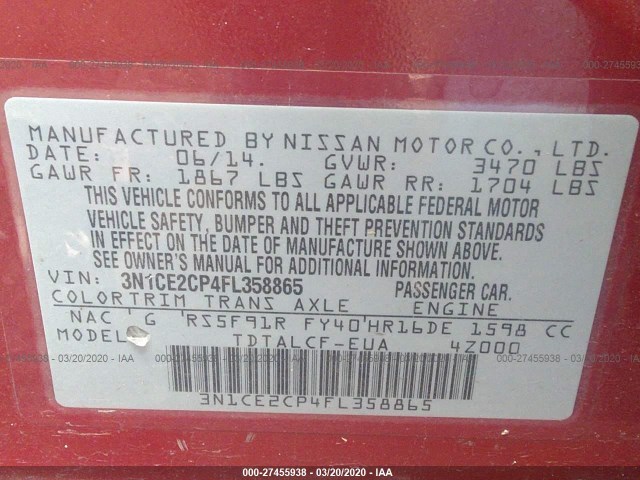 000-27455938 - 03/20/2020 - IAA
MANUFACTURED BY NISSAN MOTOR CO., LTD.
DATE: 06/14. GVWR: 3470 LBS
GAWR FR: 1867 LBS GAWR RR: 1704 LBS
THIS VEHICLE CONFORMS TO ALL APPLICABLE FEDERAL MOTOR
VEHICLE SAFETY, BUMPER AND THEFT PREVENTION STANDARDS
IN EFFECT ON THE DATE OF MANUFACTURE SHOWN ABOVE.
SEE OWNER'S MANUAL FOR ADDITIONAL INFORMATION.
VIN: 3N1CE2CP4FL358865 PASSENGER CAR.
COLOR TRIM TRANS AXLE ENGINE
NAC G RS5F91R FY40 HR16DE 1598 CC
MODEL TDTALCF-EUA 4Z000
3N1CE2CP4FL358865
000-27455938 - 03/20/2020 - IAA